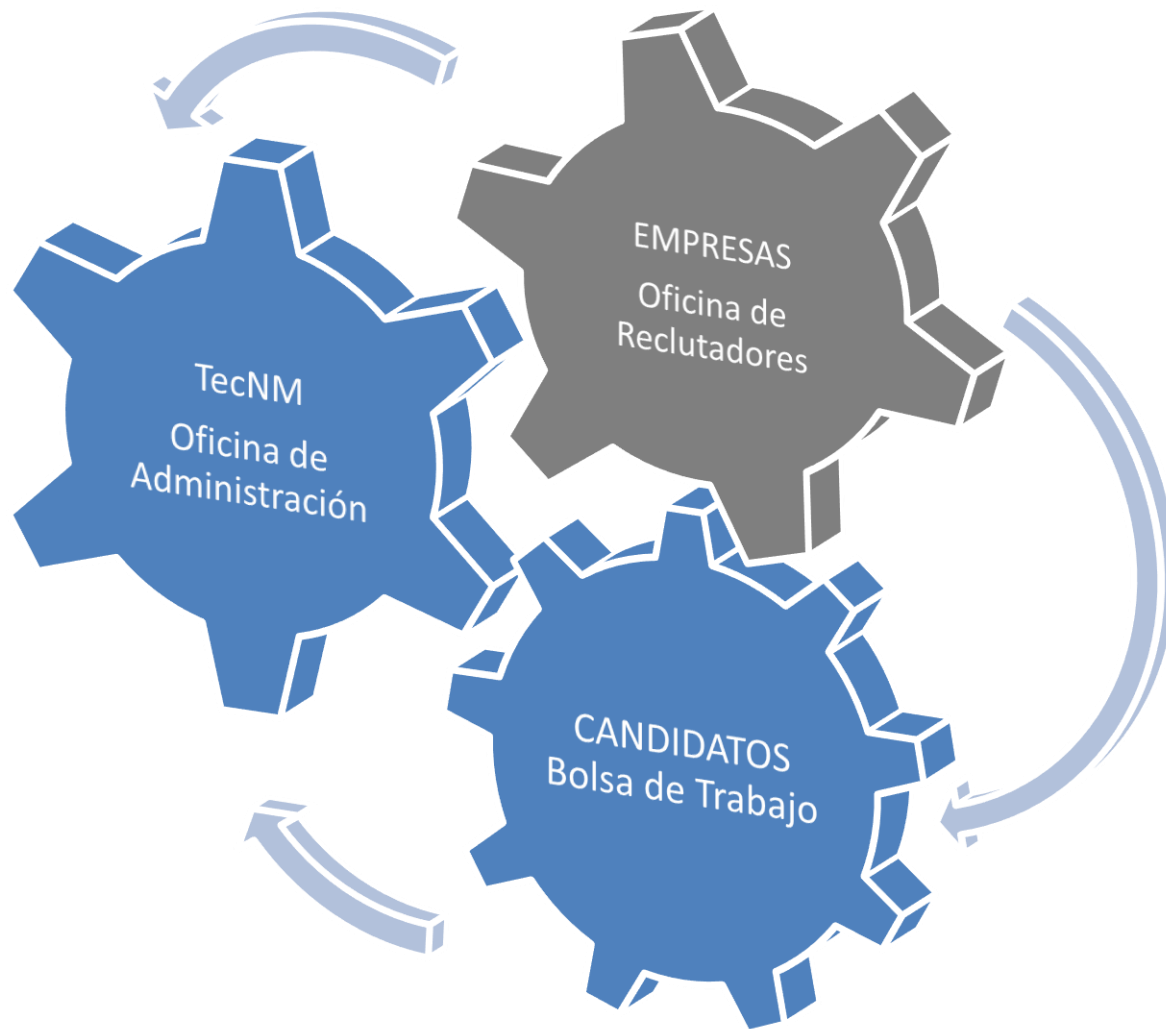 EMPRESAS
Oficina de
Reclutadores
TecNM
Oficina de
Administración
CANDIDATOS
Bolsa de Trabajo